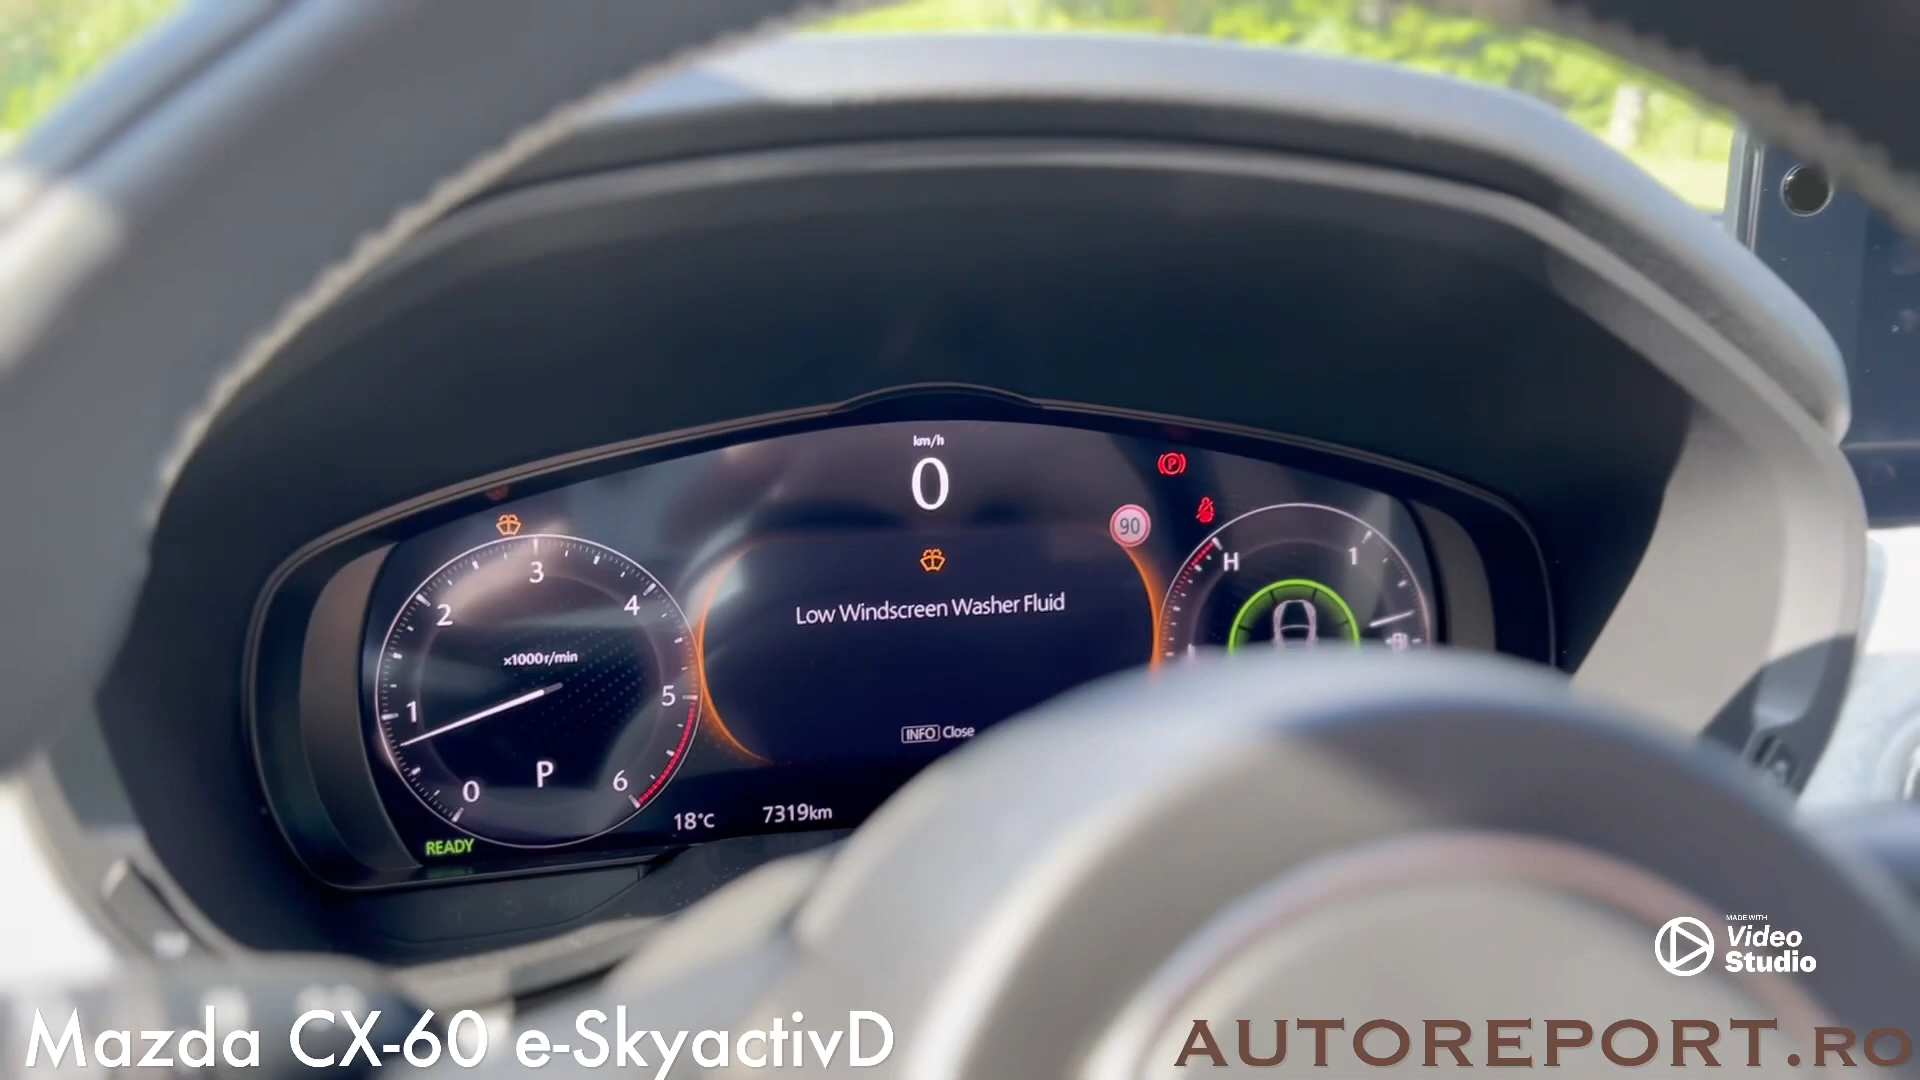 km/h
0
90
3
2
4
H
1
Low Windscreen Washer Fluid
x1000r/min
1
5
INFO Close
P
6
0
18°C
7319km
READY
MADE WITH
Video
Studio
Mazda CX-60 e-SkyactivD
AUTOREPORT.RO